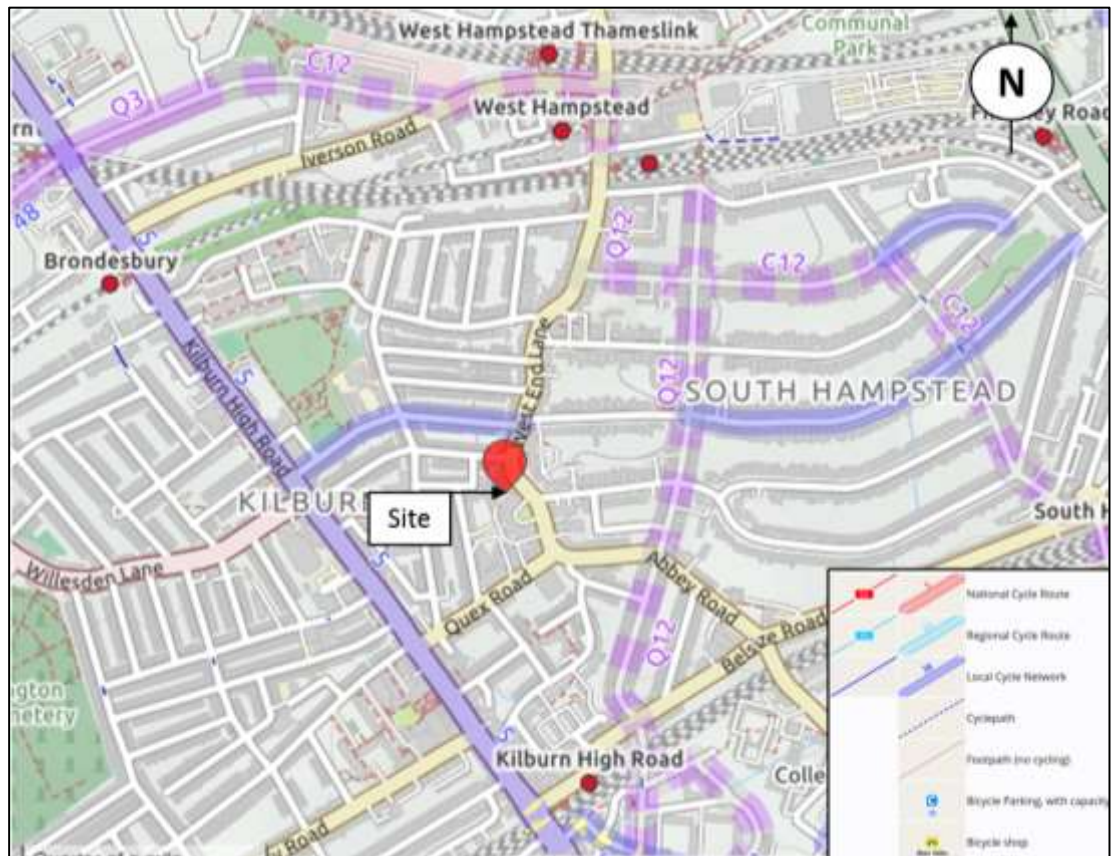 West Hampstead Thameslink
Communal
Park
N
C12
Q3
West Hampstead
Iverson Road
48
5
Brondesbury
Q12
C12
C12
West End Lane
Kilburn High Road
5
Q12
SOUTH HAMPSTEAD
Site
5
Willesden Lane
Quex Road
Abbey Road
Belsize Road
Q12
South H
5
Kilburn High Road
Colle
National Cycle Route
Regional Cycle Route
Local Cycle Network
Cyclepath
Footpath (no cycling)
Bicycle Parking, with capacity
Bicycle shop